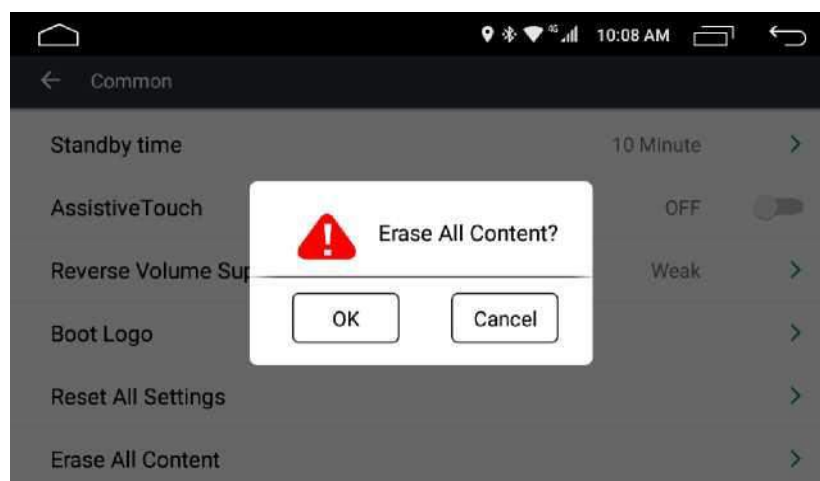 4G 10:08 AM
Common
Standby time 10 Minute
AssistiveTouch OFF
Erase All Content?
Reverse Volume Sup Weak
OK Cancel
Boot Logo
Reset All Settings
Erase All Content